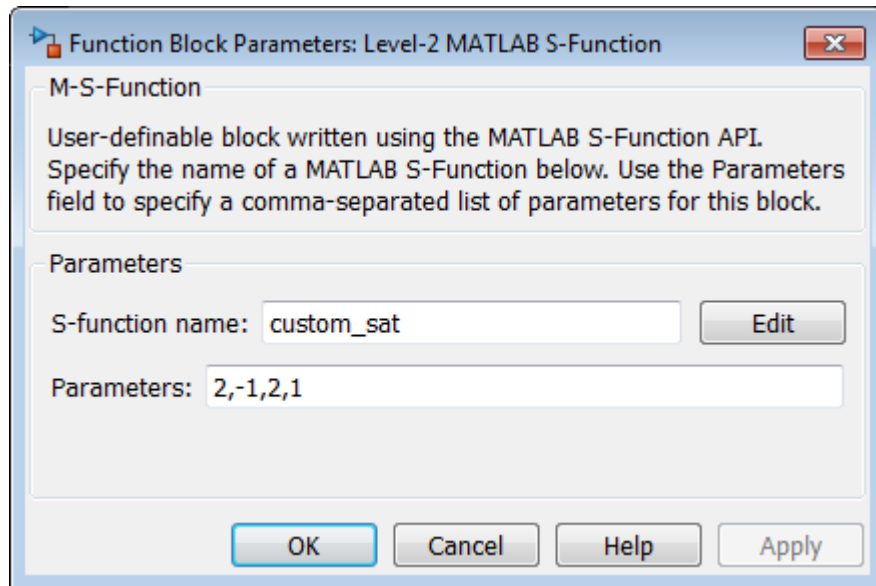 Function Block Parameters: Level-2 MATLAB S-Function
M-S-Function
User-definable block written using the MATLAB S-Function API.
Specify the name of a MATLAB S-Function below. Use the Parameters
field to specify a comma-separated list of parameters for this block.
Parameters
S-function name: custom_sat Edit
Parameters: 2,-1,2,1
OK Cancel Help Apply